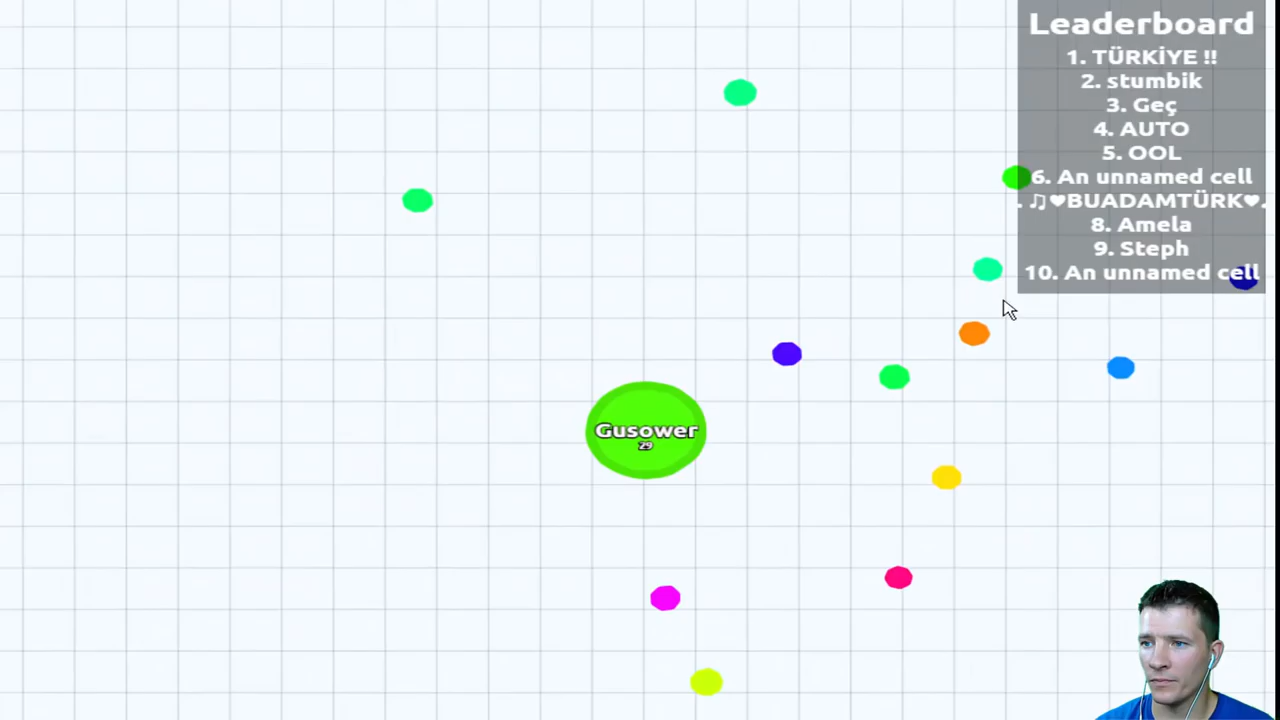 Leaderboard
1. TÜRKİYE !!
2. stumbik
3. Geç
4. AUTO
5. OOL
6. An unnamed cell
. ♫❤BUADAMTÜRK❤.
8. Amela
9. Steph
10. An unnamed cell
Gusower
29